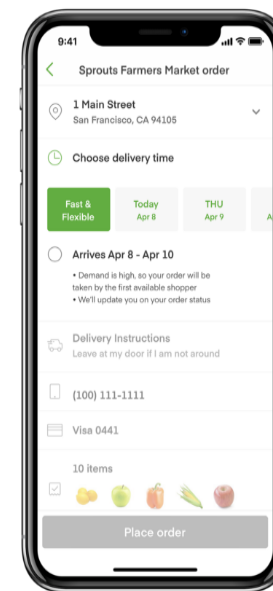 9:41
Sprouts Farmers Market order
1 Main Street
San Francisco, CA 94105
Choose delivery time
Fast &
Flexible
Today
Apr 8
THU
Apr 9
A
Arrives Apr 8 - Apr 10
• Demand is high, so your order will be
taken by the first available shopper
• We'll update you on your order status
Delivery Instructions
Leave at my door if I am not around
(100) 111-1111
Visa 0441
10 items
Place order